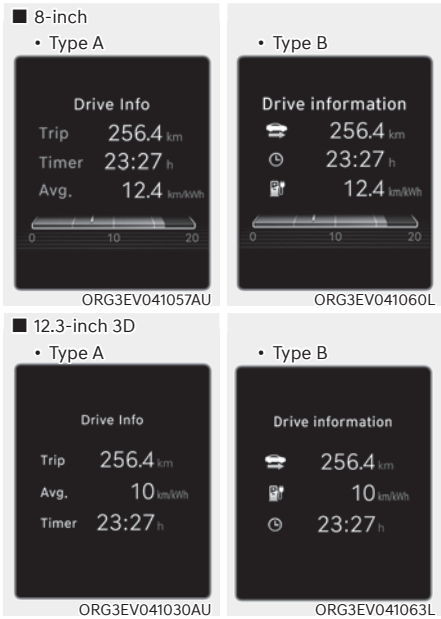 ■ 8-inch
• Type A
Drive Info
Trip 256.4 km
Timer 23:27 h
Avg. 12.4 km/kWh
0 10 20
ORG3EV041057AU
• Type B
Drive information
256.4 km
23:27 h
12.4 km/kWh
0 10 20
ORG3EV041060L
■ 12.3-inch 3D
• Type A
Drive Info
Trip 256.4 km
Avg. 10 km/kWh
Timer 23:27 h
ORG3EV041030AU
• Type B
Drive information
256.4 km
10 km/kWh
23:27 h
ORG3EV041063L